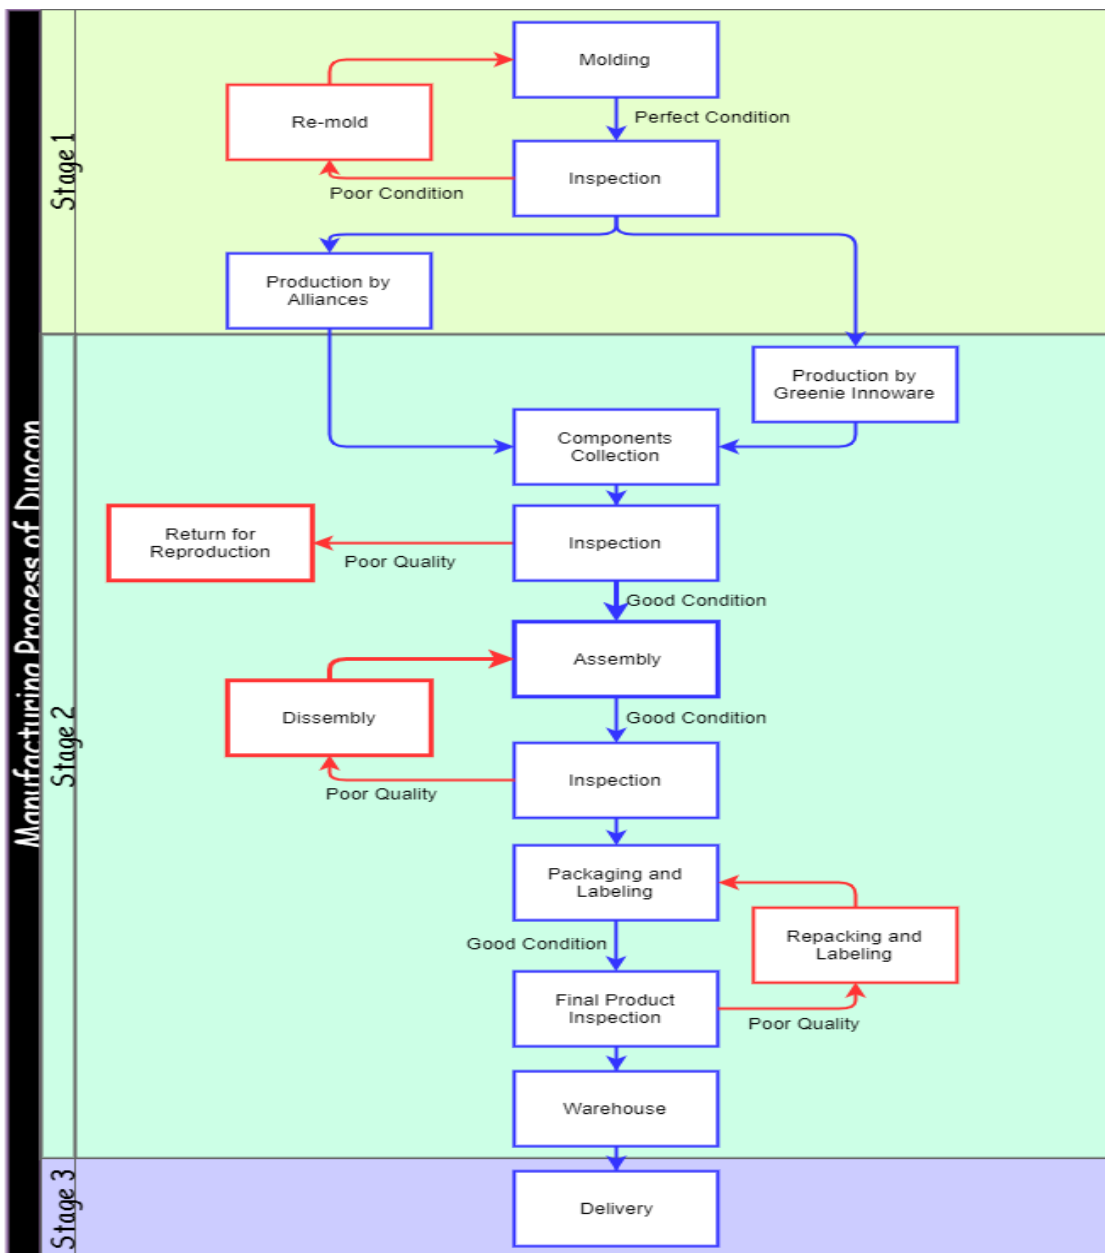 Manufacturing Process of Duocon
Stage 1
Molding
Perfect Condition
Re-mold
Inspection
Poor Condition
Production by
Alliances
Stage 2
Production by
Greenie Innoware
Components
Collection
Inspection
Return for
Reproduction
Poor Quality
Good Condition
Assembly
Good Condition
Dissembly
Inspection
Poor Quality
Packaging and
Labeling
Good Condition
Repacking and
Labeling
Final Product
Inspection
Poor Quality
Warehouse
Stage 3
Delivery